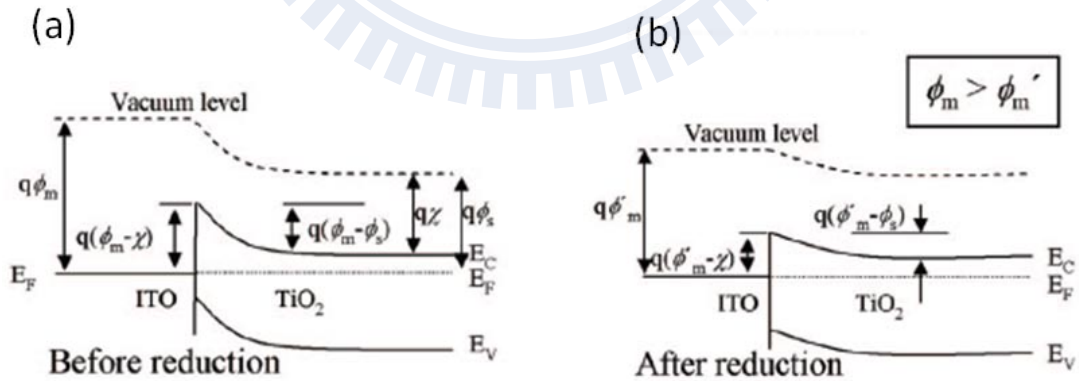 (a)
Vacuum level
qϕm
q(ϕm-χ)
q(ϕm-ϕs)
qχ
qϕs
EC
EF
EF
ITO
TiO2
EV
Before reduction
(b)
ϕm > ϕm´
Vacuum level
qϕ´m
q(ϕ´m-ϕs)
q(ϕ´m-χ)
EC
EF
ITO
TiO2
EV
After reduction